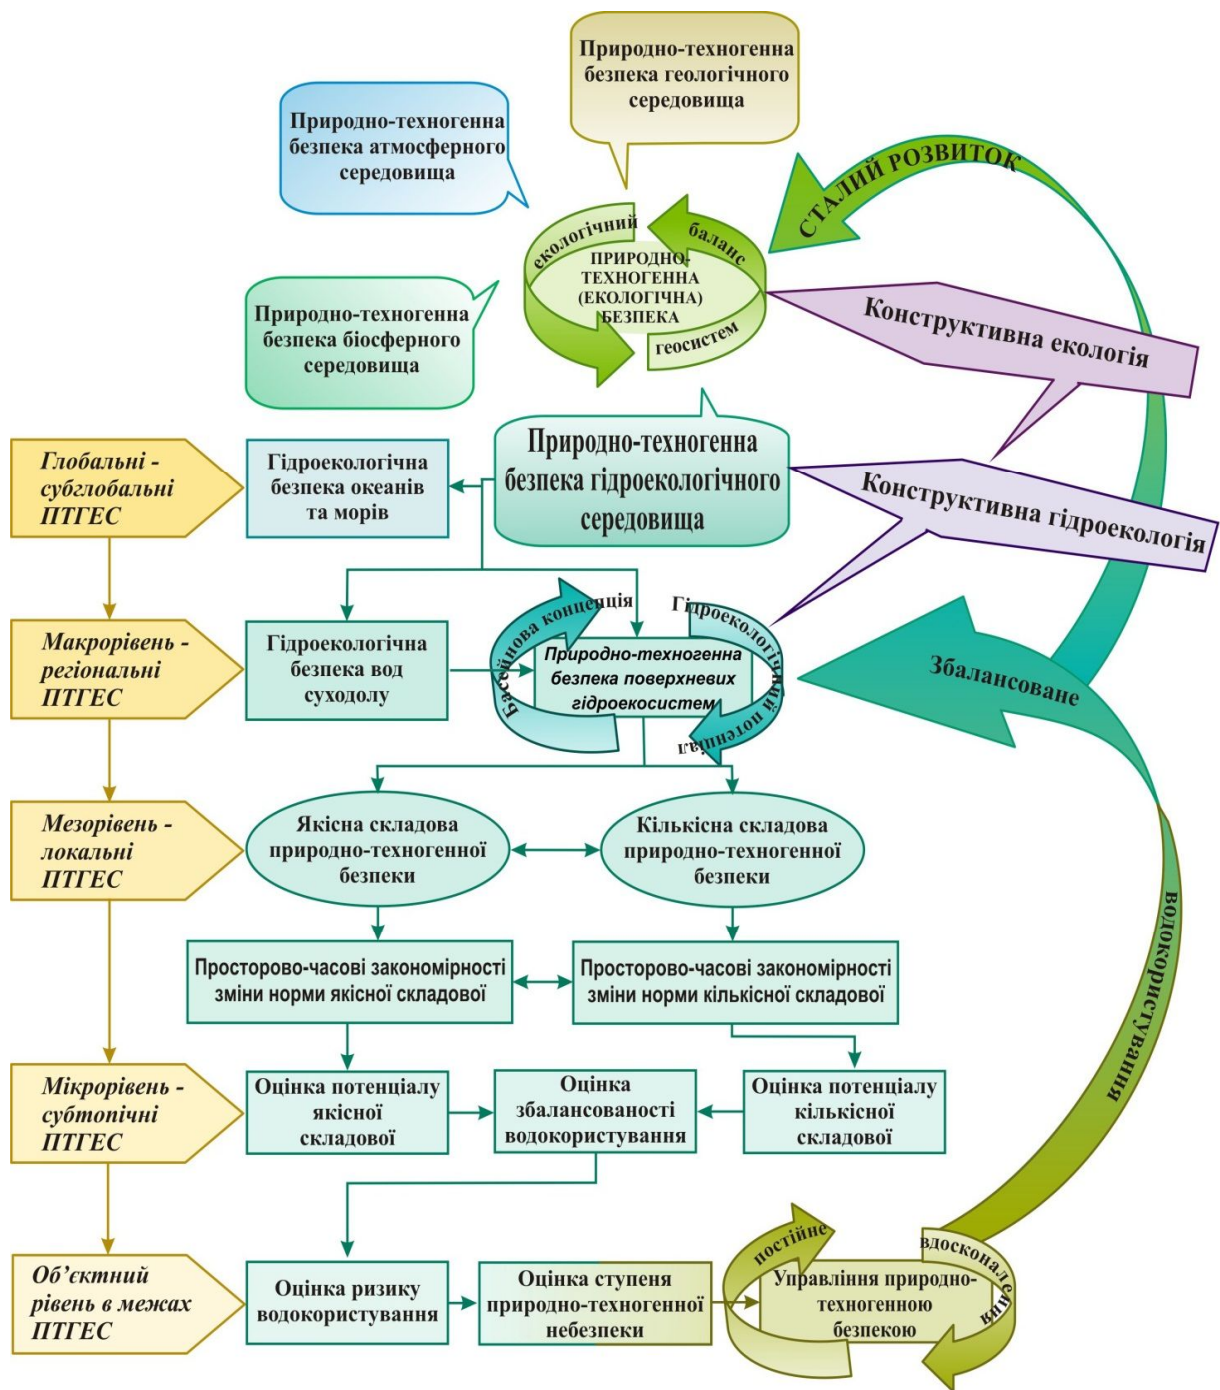 Природно-техногенна
безпека геологічного
середовища
Природно-техногенна
безпека атмосферного
середовища
СТАЛИЙ РОЗВИТОК
екологічний
баланс
геосистем
ПРИРОДНО-
ТЕХНОГЕННА
(ЕКОЛОГІЧНА)
БЕЗПЕКА
Природно-техногенна
безпека біосферного
середовища
Конструктивна екологія
Глобальні -
субглобальні
ПТГЕС
Гідроекологічна
безпека океанів
та морів
Природно-техногенна
безпека гідроекологічного
середовища
Конструктивна гідроекологія
Макрорівень -
регіональні
ПТГЕС
Гідроекологічна
безпека вод
суходолу
Басейнова концепція
Гідроекологічний потенціал
Природно-техногенна
безпека поверхневих
гідроекосистем
Збалансоване
водокористування
Мезорівень -
локальні
ПТГЕС
Якісна складова
природно-техногенної
безпеки
Кількісна складова
природно-техногенної
безпеки
Просторово-часові закономірності
зміни норми якісної складової
Просторово-часові закономірності
зміни норми кількісної складової
Мікрорівень -
субтопічні
ПТГЕС
Оцінка потенціалу
якісної
складової
Оцінка
збалансованості
водокористування
Оцінка потенціалу
кількісної
складової
Об’єктний
рівень в межах
ПТГЕС
Оцінка ризику
водокористування
Оцінка ступеня
природно-техногенної
небезпеки
постійне
вдосконалення
Управління природно-
техногенною
безпекою